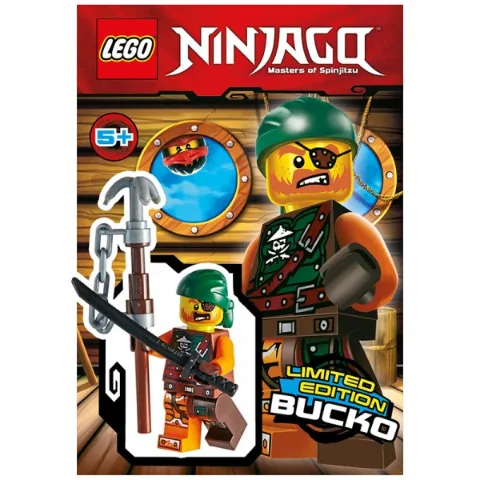 LEGO
NINJAGO
Masters of Spinjitzu
5+
LIMITED
EDITION
BUCKO